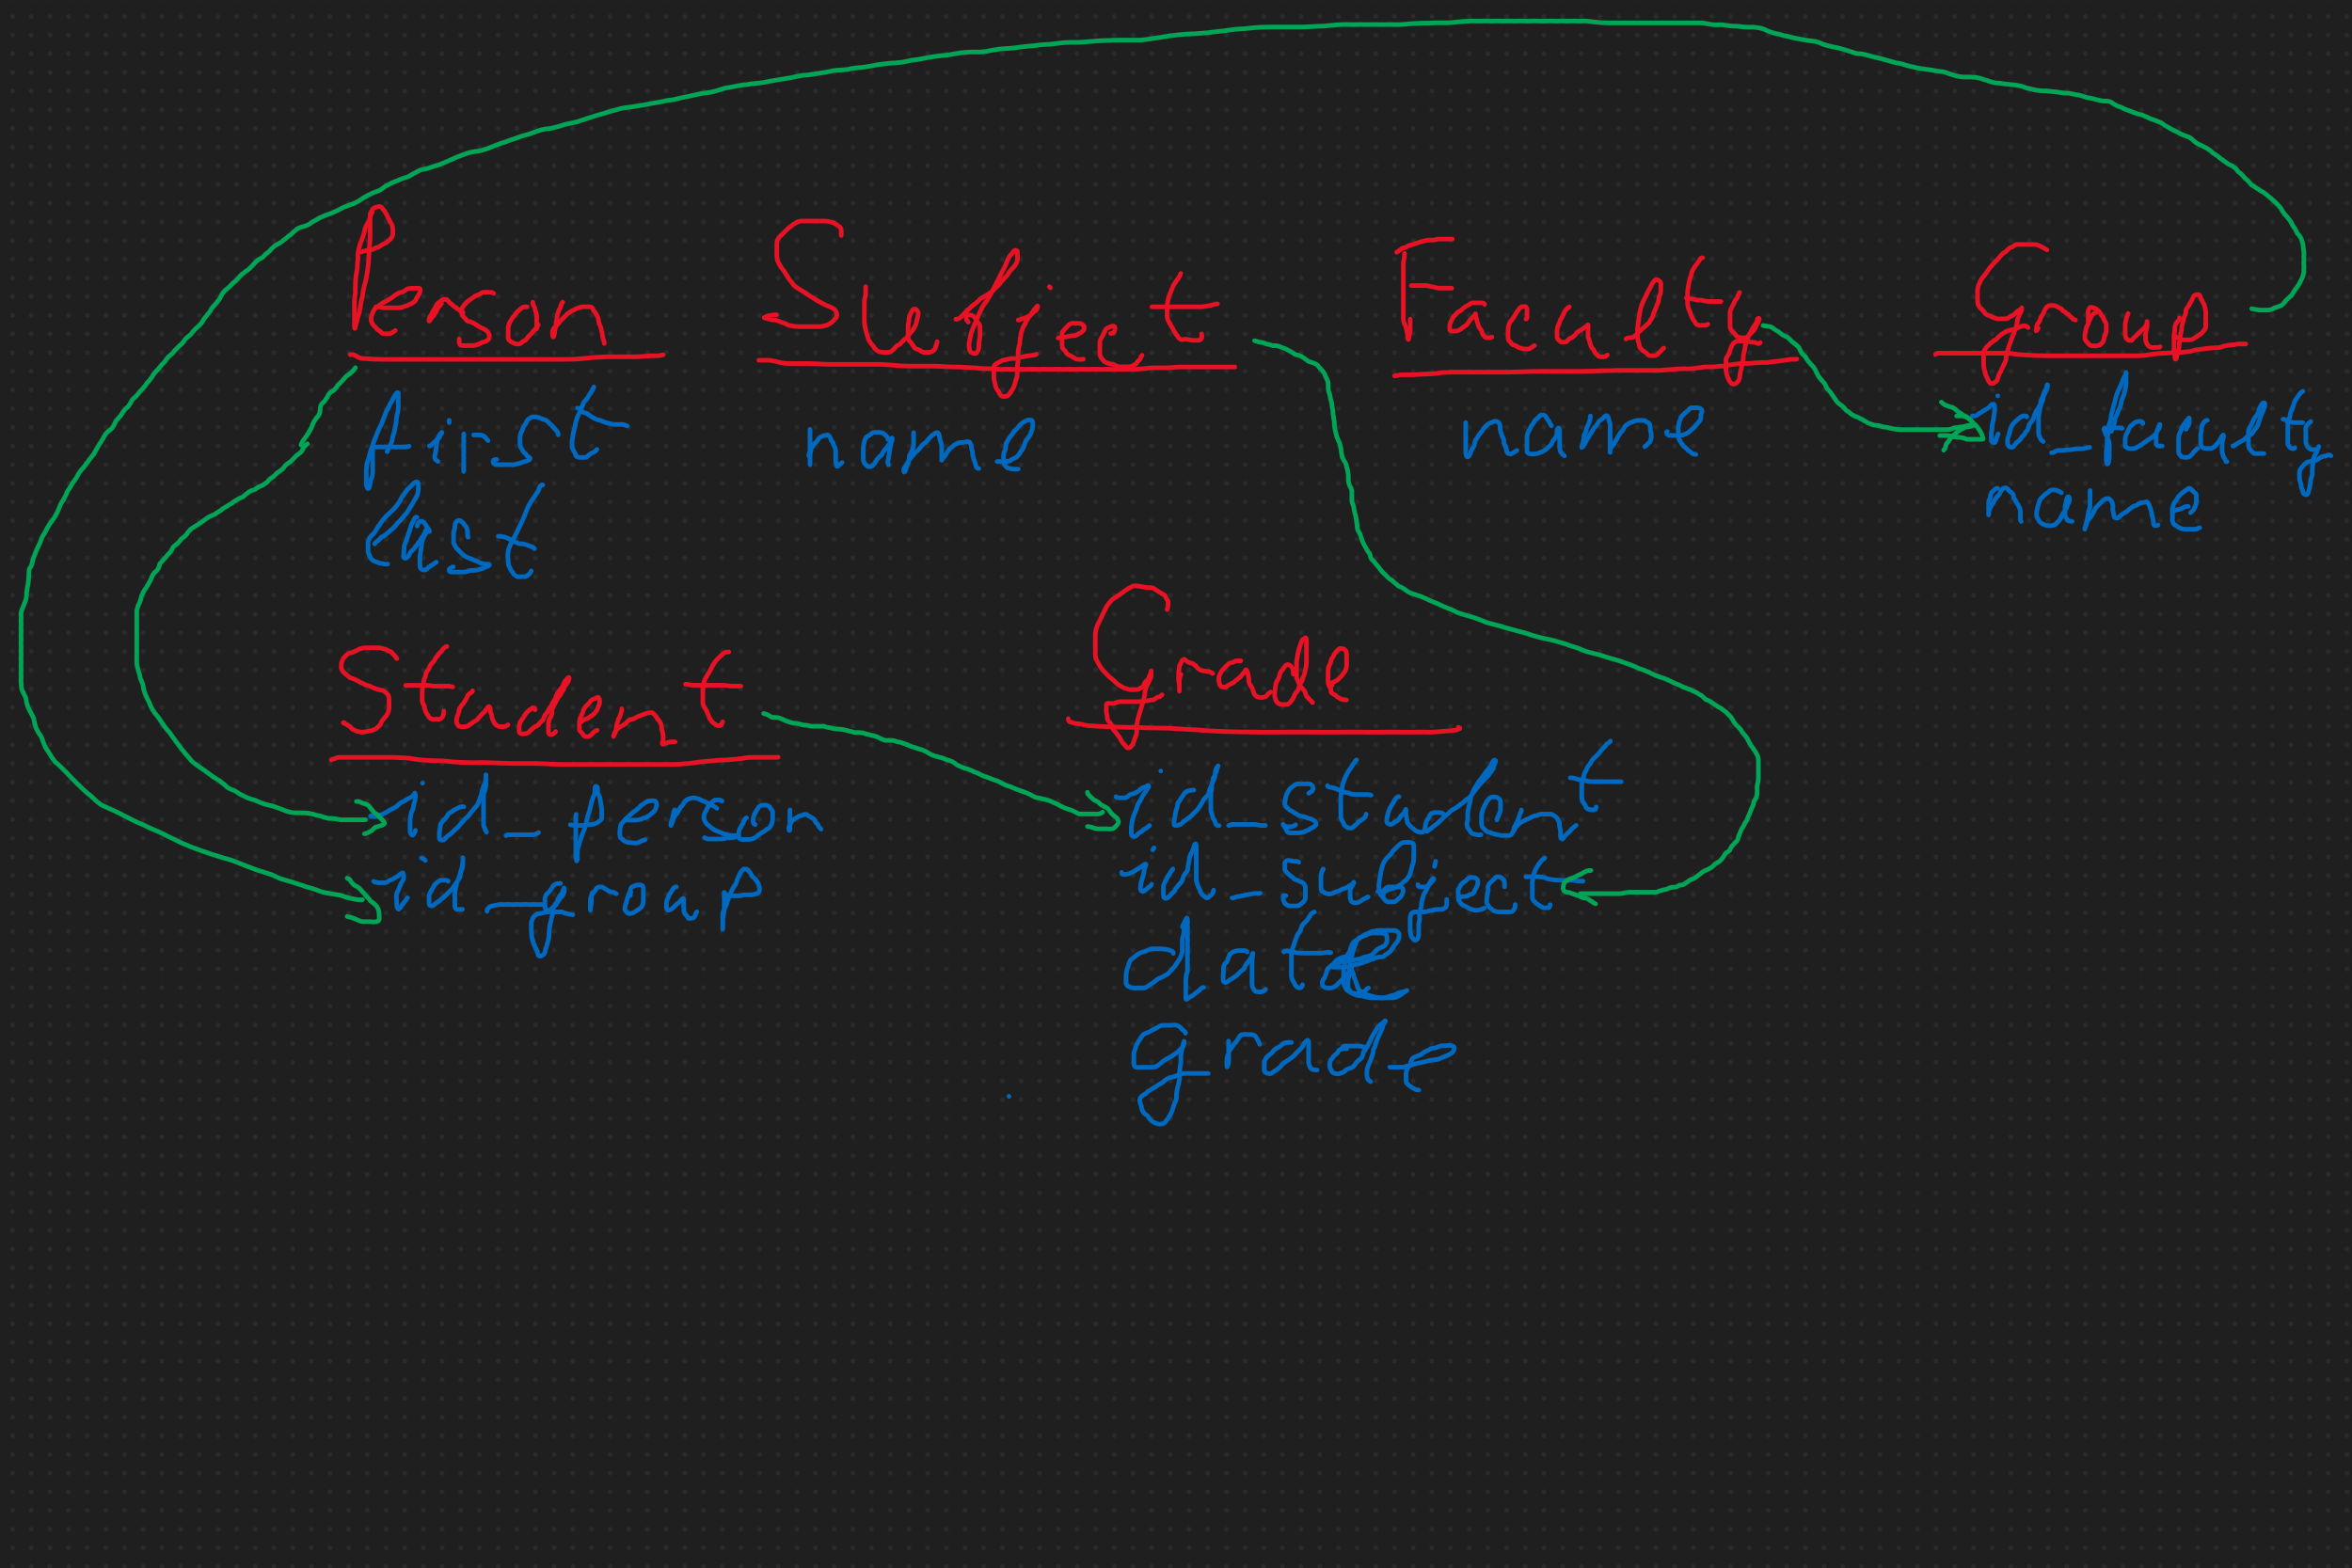 Person
Subject
Faculty
Group
first
last
name
name
id_faculty
name
Student
id_person
id_group
Grade
id_student
id_subject
date
grade